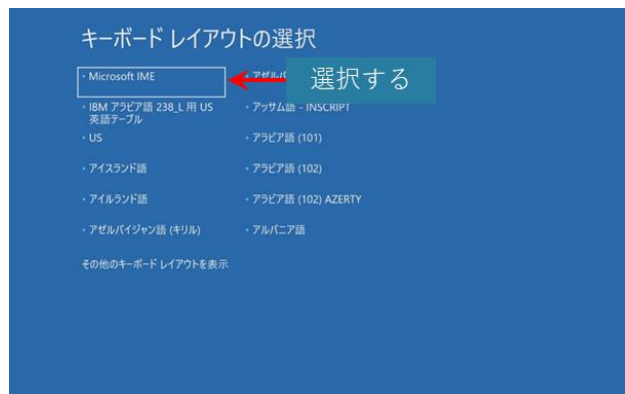 キーボード レイアウトの選択
Microsoft IME
IBM アラビア語 238_L 用 US
英語テーブル
US
アイスランド語
アイルランド語
アゼルバイジャン語 (キリル)
その他のキーボード レイアウトを表示
選択する
アッサム語 - INSCRIPT
アラビア語 (101)
アラビア語 (102)
アラビア語 (102) AZERTY
アルバニア語